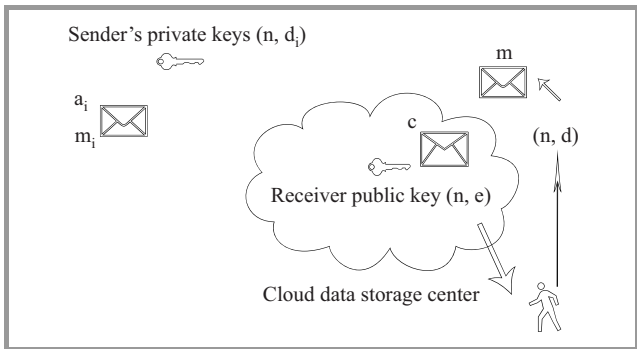 Sender's private keys (n, dᵢ)
m
aᵢ
mᵢ
c
(n, d)
Receiver public key (n, e)
Cloud data storage center